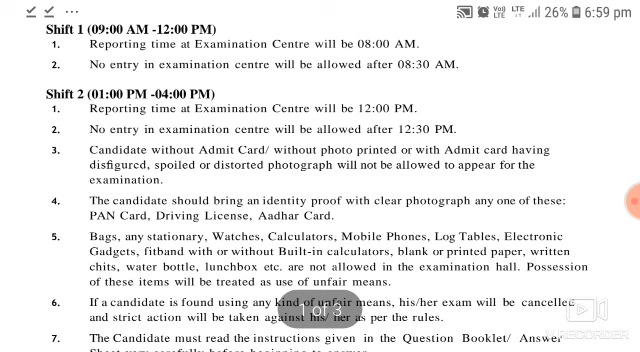 Vo)) LTE LTE 26% 6:59 pm
Shift 1 (09:00 AM -12:00 PM)
1. Reporting time at Examination Centre will be 08:00 AM.
2. No entry in examination centre will be allowed after 08:30 AM.
Shift 2 (01:00 PM -04:00 PM)
1. Reporting time at Examination Centre will be 12:00 PM.
2. No entry in examination centre will be allowed after 12:30 PM.
3. Candidate without Admit Card/ without photo printed or with Admit card having
disfigured, spoiled or distorted photograph will not be allowed to appear for the
examination.
4. The candidate should bring an identity proof with clear photograph any one of these:
PAN Card, Driving License, Aadhar Card.
5. Bags, any stationary, Watches, Calculators, Mobile Phones, Log Tables, Electronic
Gadgets, fitband with or without Built-in calculators, blank or printed paper, written
chits, water bottle, lunchbox etc. are not allowed in the examination hall. Possession
of these items will be treated as use of unfair means.
6. If a candidate is found using any kind of unfair means, his/her exam will be cancelled
and strict action will be taken against his/ her as per the rules.
1 of 3
V RECORDER
7. The Candidate must read the instructions given in the Question Booklet/ Answer
Sheet very carefully before beginning to answer.